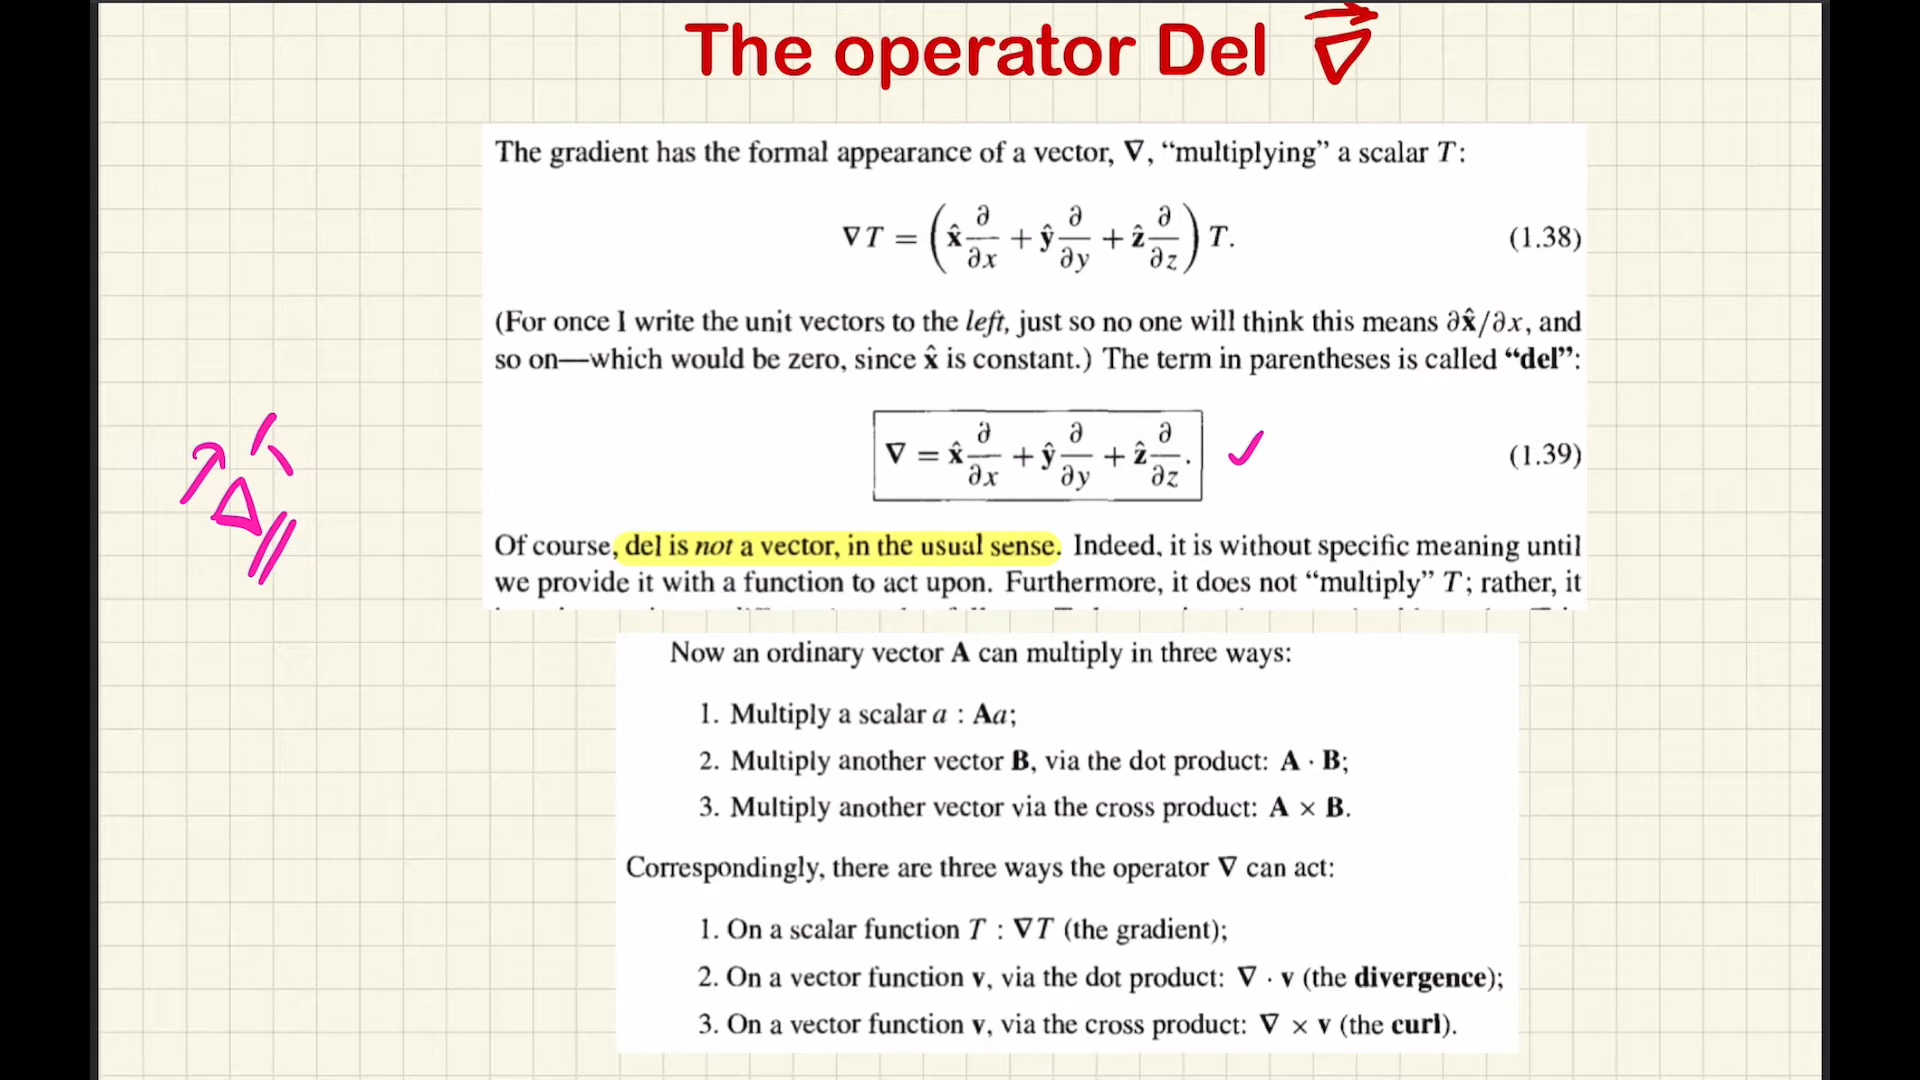 The operator Del ∇⃗
The gradient has the formal appearance of a vector, ∇, “multiplying” a scalar T:
∇T = (x̂ ∂/∂x + ŷ ∂/∂y + ẑ ∂/∂z) T. (1.38)
(For once I write the unit vectors to the left, just so no one will think this means ∂x̂/∂x, and
so on—which would be zero, since x̂ is constant.) The term in parentheses is called “del”:
∇ = x̂ ∂/∂x + ŷ ∂/∂y + ẑ ∂/∂z. (1.39)
Of course, del is not a vector, in the usual sense. Indeed, it is without specific meaning until
we provide it with a function to act upon. Furthermore, it does not “multiply” T; rather, it
Now an ordinary vector A can multiply in three ways:
1. Multiply a scalar a : Aa;
2. Multiply another vector B, via the dot product: A · B;
3. Multiply another vector via the cross product: A × B.
Correspondingly, there are three ways the operator ∇ can act:
1. On a scalar function T : ∇T (the gradient);
2. On a vector function v, via the dot product: ∇ · v (the divergence);
3. On a vector function v, via the cross product: ∇ × v (the curl).